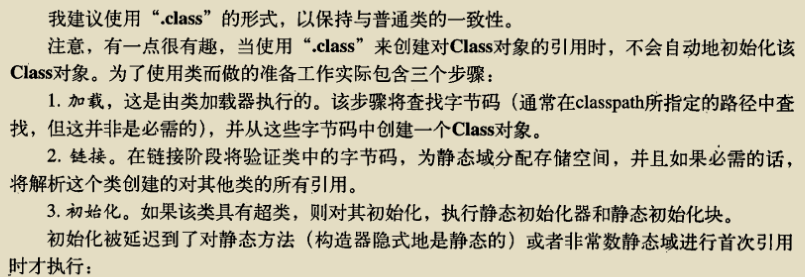 我建议使用“.class”的形式，以保持与普通类的一致性。
注意，有一点很有趣，当使用“.class”来创建对Class对象的引用时，不会自动地初始化该
Class对象。为了使用类而做的准备工作实际包含三个步骤：
1. 加载，这是由类加载器执行的。该步骤将查找字节码（通常在classpath所指定的路径中查
找，但这并非是必需的），并从这些字节码中创建一个Class对象。
2. 链接。在链接阶段将验证类中的字节码，为静态域分配存储空间，并且如果必需的话，
将解析这个类创建的对其他类的所有引用。
3. 初始化。如果该类具有超类，则对其初始化，执行静态初始化器和静态初始化块。
初始化被延迟到了对静态方法（构造器隐式地是静态的）或者非常数静态域进行首次引用
时才执行：